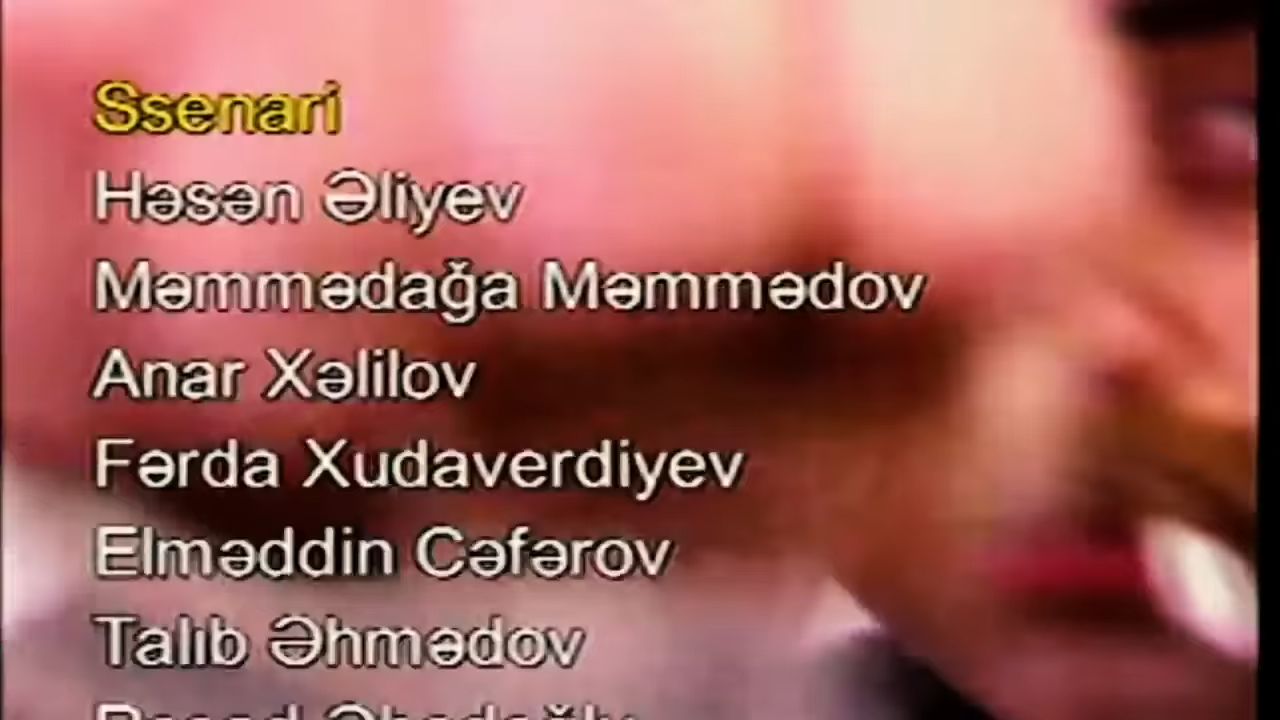 Ssenari
Həsən Əliyev
Məmmədağa Məmmədov
Anar Xəlilov
Fərda Xudaverdiyev
Elməddin Cəfərov
Talıb Əhmədov